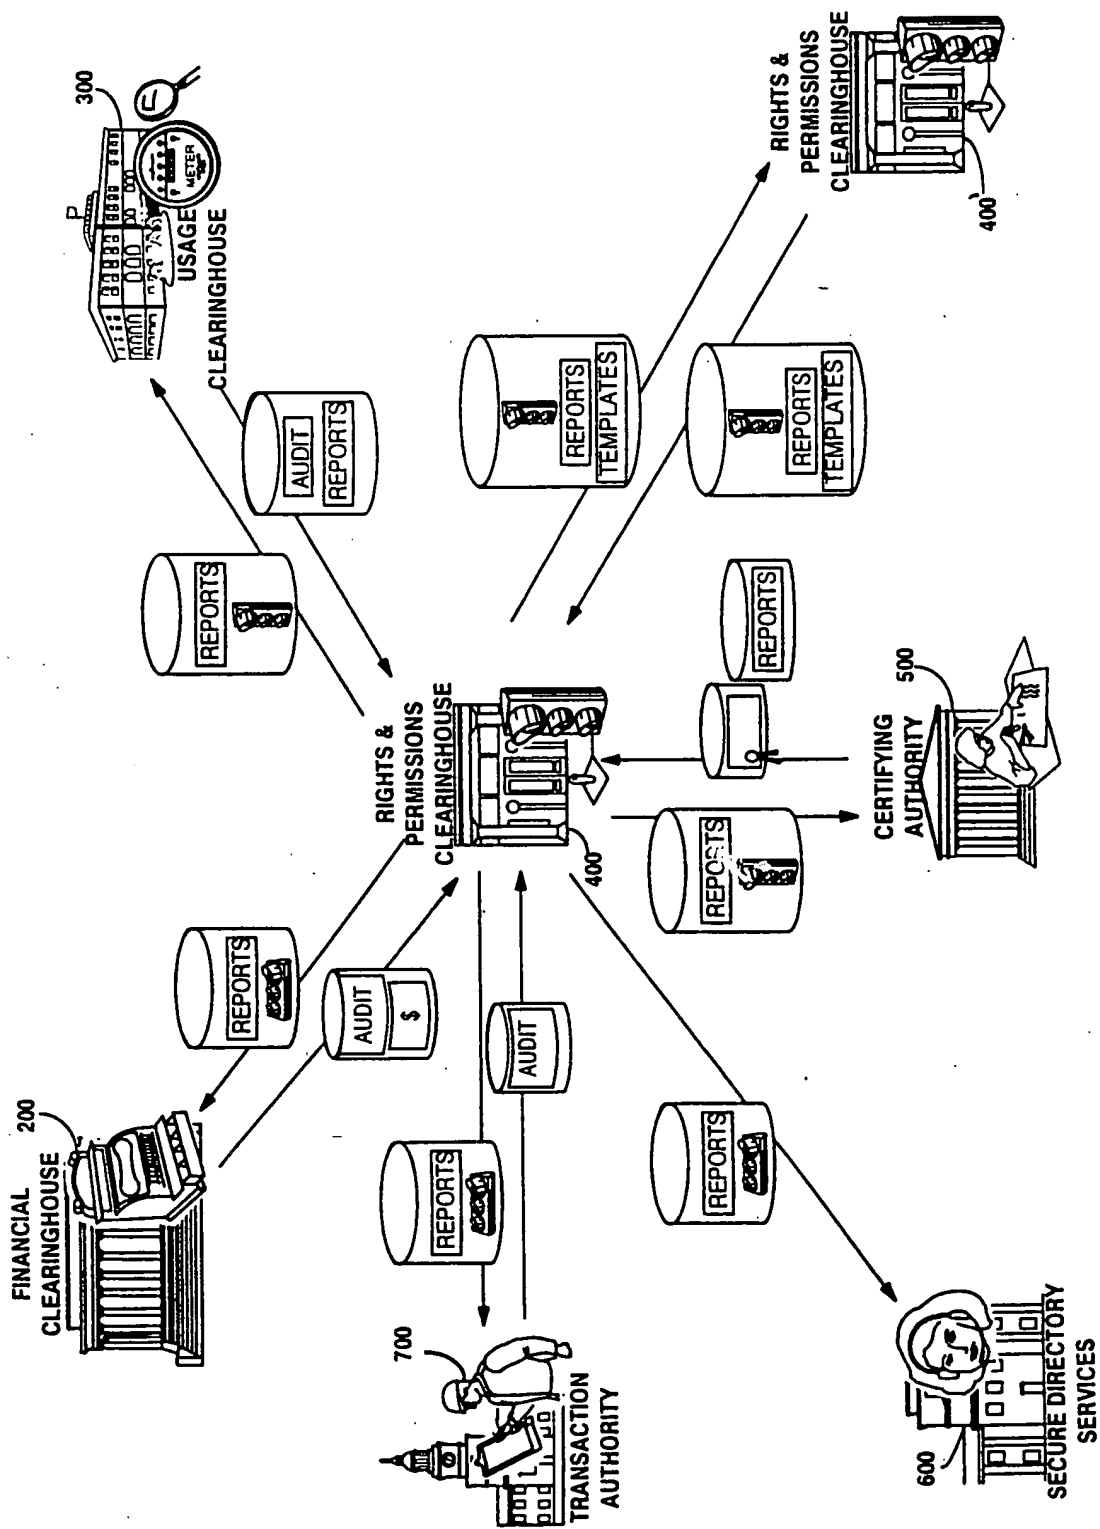 FINANCIAL
CLEARINGHOUSE
200
REPORTS
AUDIT
$
REPORTS
USAGE
CLEARINGHOUSE
300
METER
AUDIT
REPORTS
TRANSACTION
AUTHORITY
700
REPORTS
AUDIT
RIGHTS &
PERMISSIONS
CLEARINGHOUSE
400
REPORTS
TEMPLATES
REPORTS
TEMPLATES
RIGHTS &
PERMISSIONS
CLEARINGHOUSE
400'
SECURE DIRECTORY
SERVICES
600
REPORTS
REPORTS
REPORTS
CERTIFYING
AUTHORITY
500